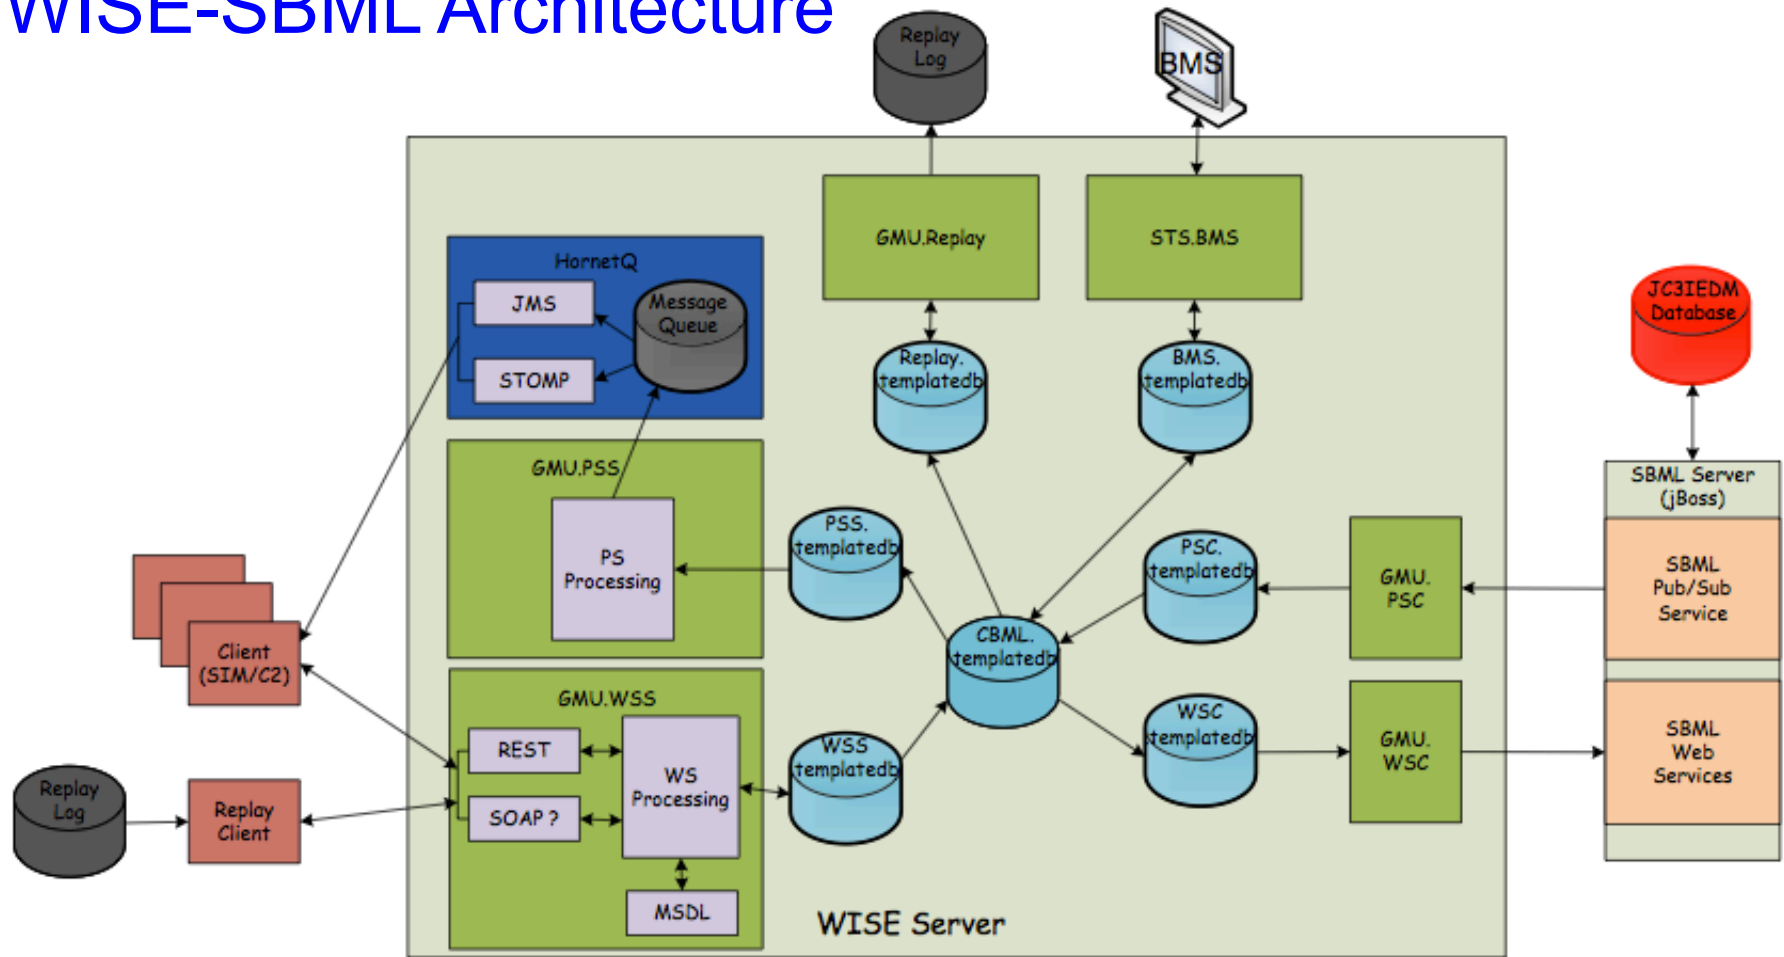 WISE-SBML Architecture
Replay
Log
BMS
GMU.Replay
STS.BMS
HornetQ
JMS
Message
Queue
STOMP
Replay.
templatedb
BMS.
templatedb
JC3IEDM
Database
GMU.PSS
PS
Processing
PSS.
templatedb
PSC.
templatedb
GMU.
PSC
SBML Server
(jBoss)
SBML
Pub/Sub
Service
Client
(SIM/C2)
CBML.
templatedb
GMU.WSS
REST
SOAP ?
WS
Processing
MSDL
WSS
templatedb
WSC
templatedb
GMU.
WSC
SBML
Web
Services
Replay
Log
Replay
Client
WISE Server